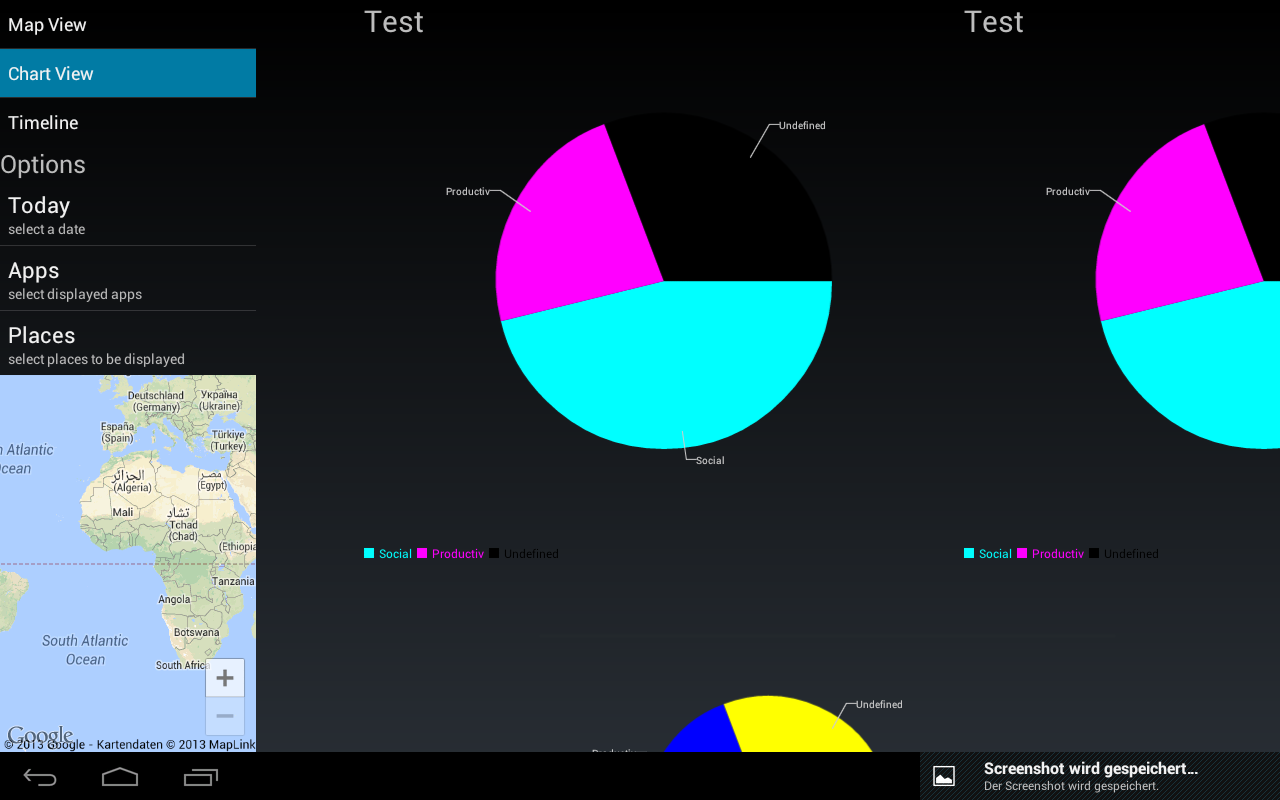 Map View
Chart View
Timeline
Options
Today
select a date
Apps
select displayed apps
Places
select places to be displayed
Deutschland
(Germany)
Україна
(Ukraine)
España
(Spain)
Türkiye
(Turkey)
Atlantic
Ocean
الجزائر
(Algeria)
مصر
(Egypt)
Mali
تشاد
Tchad
(Chad)
(Ethiopia
Tanzania
Angola
Botswana
South Atlantic
Ocean
South Africa
+
−
Google
© 2013 Google - Kartendaten © 2013 MapLink
Test
Undefined
Productiv
Social
Social Productiv Undefined
Test
Productiv
Social Productiv Undefined
Undefined
Screenshot wird gespeichert...
Der Screenshot wird gespeichert.